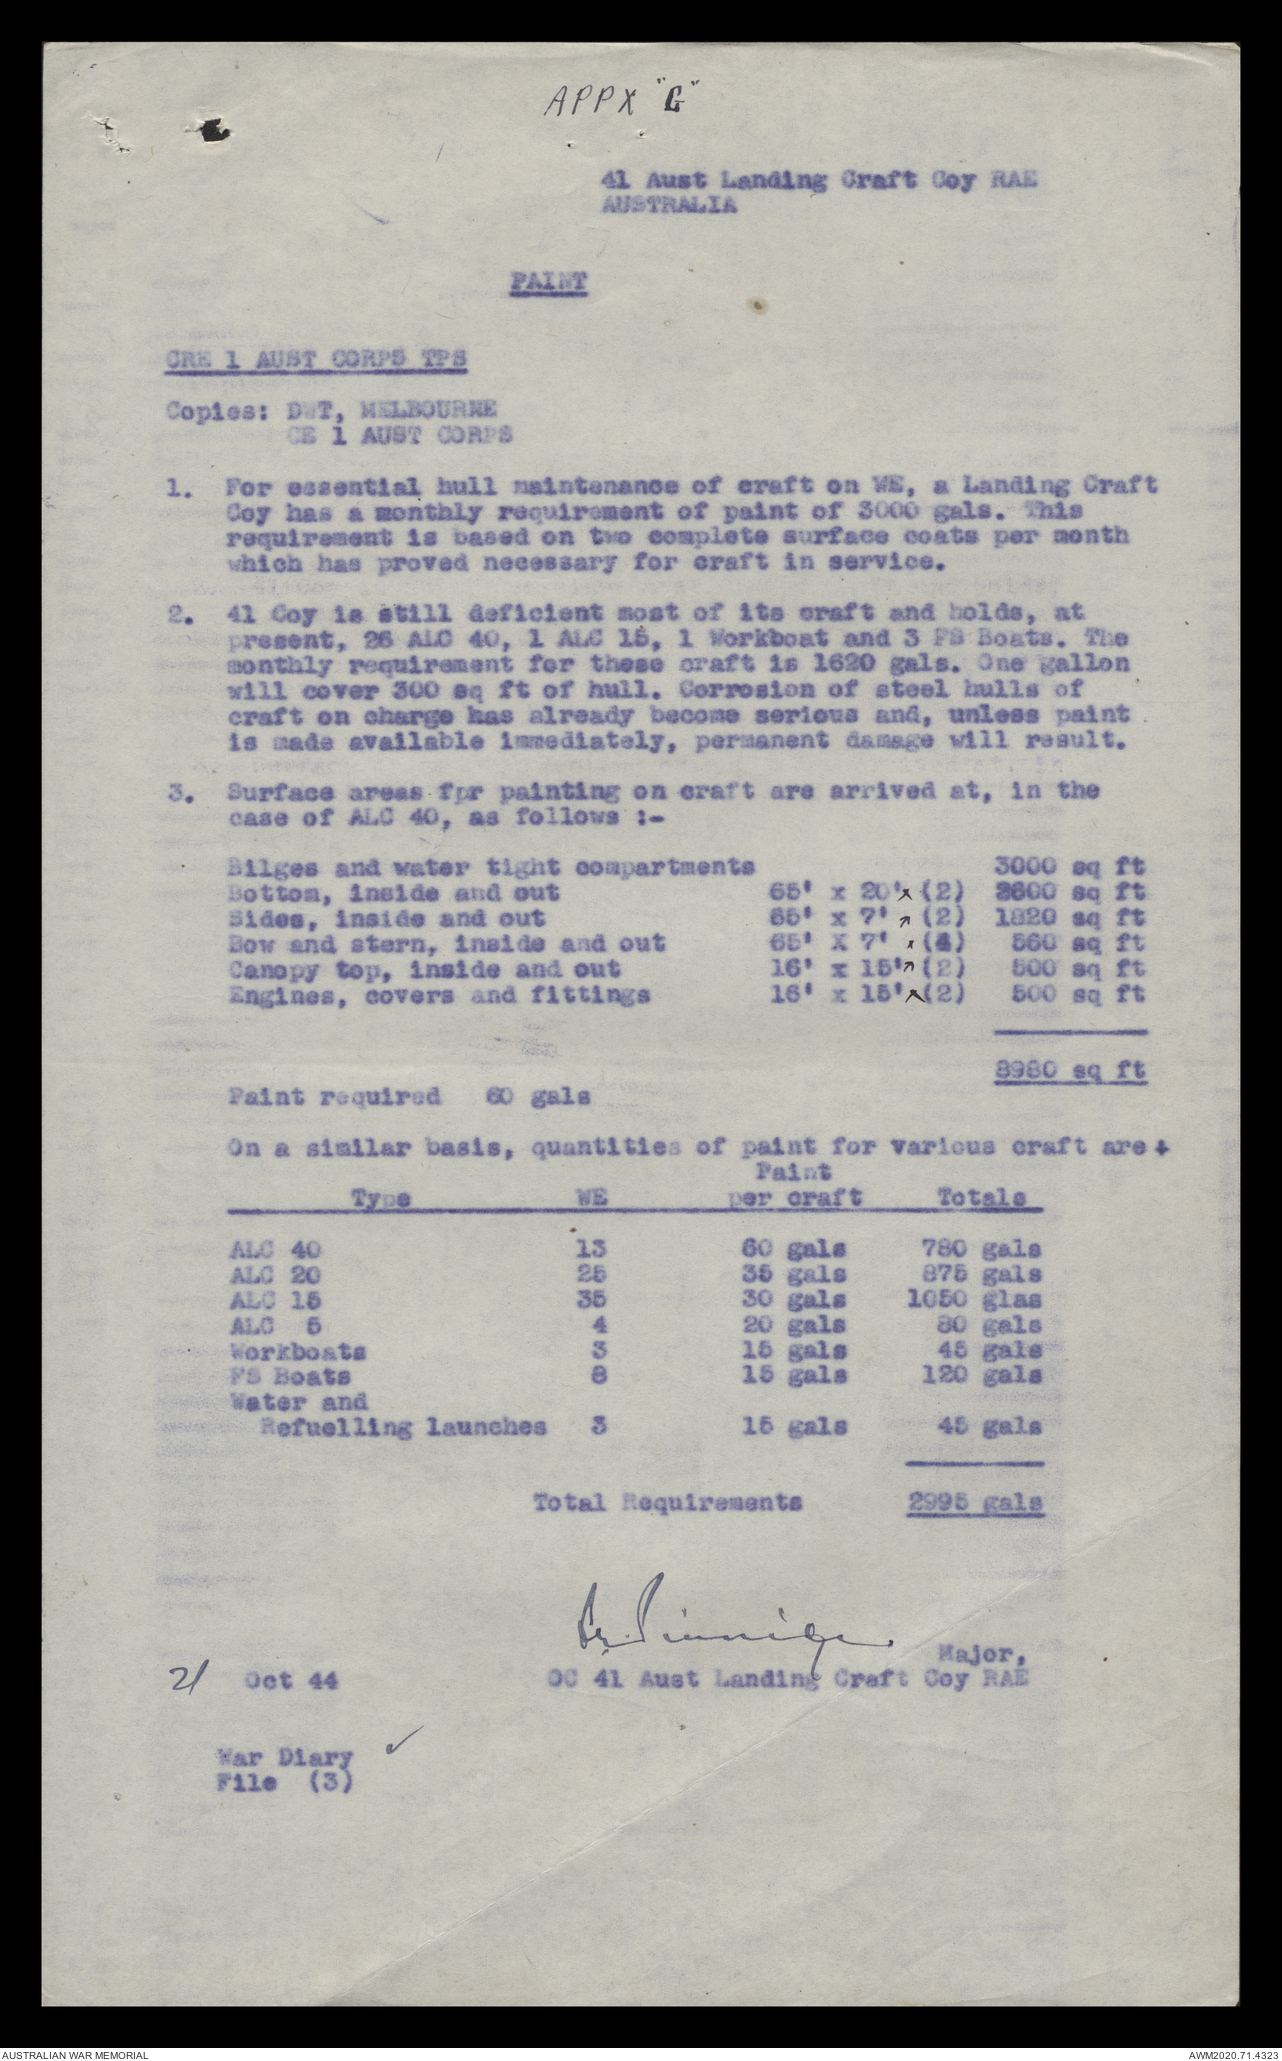 APPX "G"
41 Aust Landing Craft Coy RAE
AUSTRALIA
PAINT
CRE 1 AUST CORPS TPS
Copies: DWT, MELBOURNE
CE 1 AUST CORPS
1. For essential hull maintenance of craft on WE, a Landing Craft
Coy has a monthly requirement of paint of 3000 gals. This
requirement is based on two complete surface coats per month
which has proved necessary for craft in service.
2. 41 Coy is still deficient most of its craft and holds, at
present, 26 ALC 40, 1 ALC 15, 1 Workboat and 3 FS Boats. The
monthly requirement for these craft is 1620 gals. One gallon
will cover 300 sq ft of hull. Corrosion of steel hulls of
craft on charge has already become serious and, unless paint
is made available immediately, permanent damage will result.
3. Surface areas fpr painting on craft are arrived at, in the
case of ALC 40, as follows :-
Bilges and water tight compartments 3000 sq ft
Bottom, inside and out 65' x 20' x (2) 2600 sq ft
Sides, inside and out 65' x 7' x (2) 1820 sq ft
Bow and stern, inside and out 65' X 7' x (4) 560 sq ft
Canopy top, inside and out 16' x 15' x (2) 500 sq ft
Engines, covers and fittings 16' x 15' x (2) 500 sq ft
8980 sq ft
Paint required 60 gals
On a similar basis, quantities of paint for various craft are :
Paint
Type WE per craft Totals
ALC 40 13 60 gals 780 gals
ALC 20 25 35 gals 875 gals
ALC 15 35 30 gals 1050 glas
ALC 5 4 20 gals 80 gals
Workboats 3 15 gals 45 gals
FS Boats 8 15 gals 120 gals
Water and
Refuelling launches 3 15 gals 45 gals
Total Requirements 2995 gals
Major,
21 Oct 44 OC 41 Aust Landing Craft Coy RAE
War Diary ✓
File (3)
AUSTRALIAN WAR MEMORIAL AWM2020.71.4323